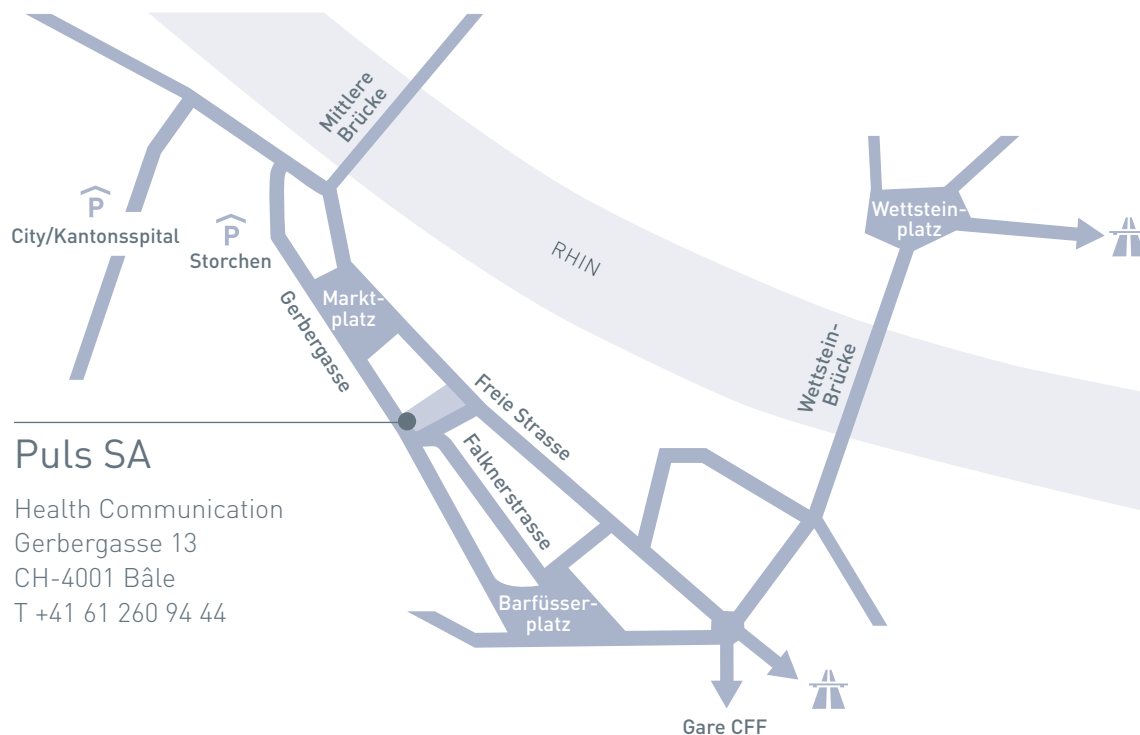 Mittlere
Brücke
P
City/Kantonsspital
P
Storchen
Wettstein-
platz
RHIN
Markt-
platz
Gerbergasse
Wettstein-
Brücke
Freie Strasse
Falknerstrasse
Puls SA
Health Communication
Gerbergasse 13
CH-4001 Bâle
T +41 61 260 94 44
Barfüsser-
platz
Gare CFF